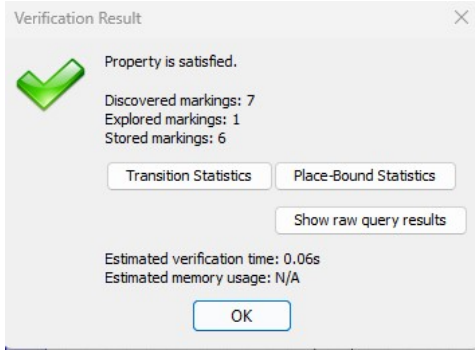 Verification Result
Property is satisfied.
Discovered markings: 7
Explored markings: 1
Stored markings: 6
Transition Statistics
Place-Bound Statistics
Show raw query results
Estimated verification time: 0.06s
Estimated memory usage: N/A
OK